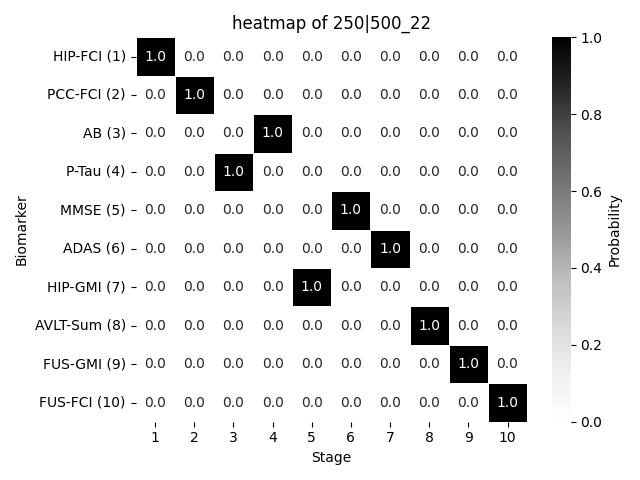 heatmap of 250|500_22
HIP-FCI (1) 1.0 0.0 0.0 0.0 0.0 0.0 0.0 0.0 0.0 0.0
PCC-FCI (2) 0.0 1.0 0.0 0.0 0.0 0.0 0.0 0.0 0.0 0.0
AB (3) 0.0 0.0 0.0 1.0 0.0 0.0 0.0 0.0 0.0 0.0
P-Tau (4) 0.0 0.0 1.0 0.0 0.0 0.0 0.0 0.0 0.0 0.0
MMSE (5) 0.0 0.0 0.0 0.0 0.0 1.0 0.0 0.0 0.0 0.0
ADAS (6) 0.0 0.0 0.0 0.0 0.0 0.0 1.0 0.0 0.0 0.0
HIP-GMI (7) 0.0 0.0 0.0 0.0 1.0 0.0 0.0 0.0 0.0 0.0
AVLT-Sum (8) 0.0 0.0 0.0 0.0 0.0 0.0 0.0 1.0 0.0 0.0
FUS-GMI (9) 0.0 0.0 0.0 0.0 0.0 0.0 0.0 0.0 1.0 0.0
FUS-FCI (10) 0.0 0.0 0.0 0.0 0.0 0.0 0.0 0.0 0.0 1.0
1 2 3 4 5 6 7 8 9 10
Stage
Biomarker
1.0
0.8
0.6
0.4
0.2
0.0
Probability